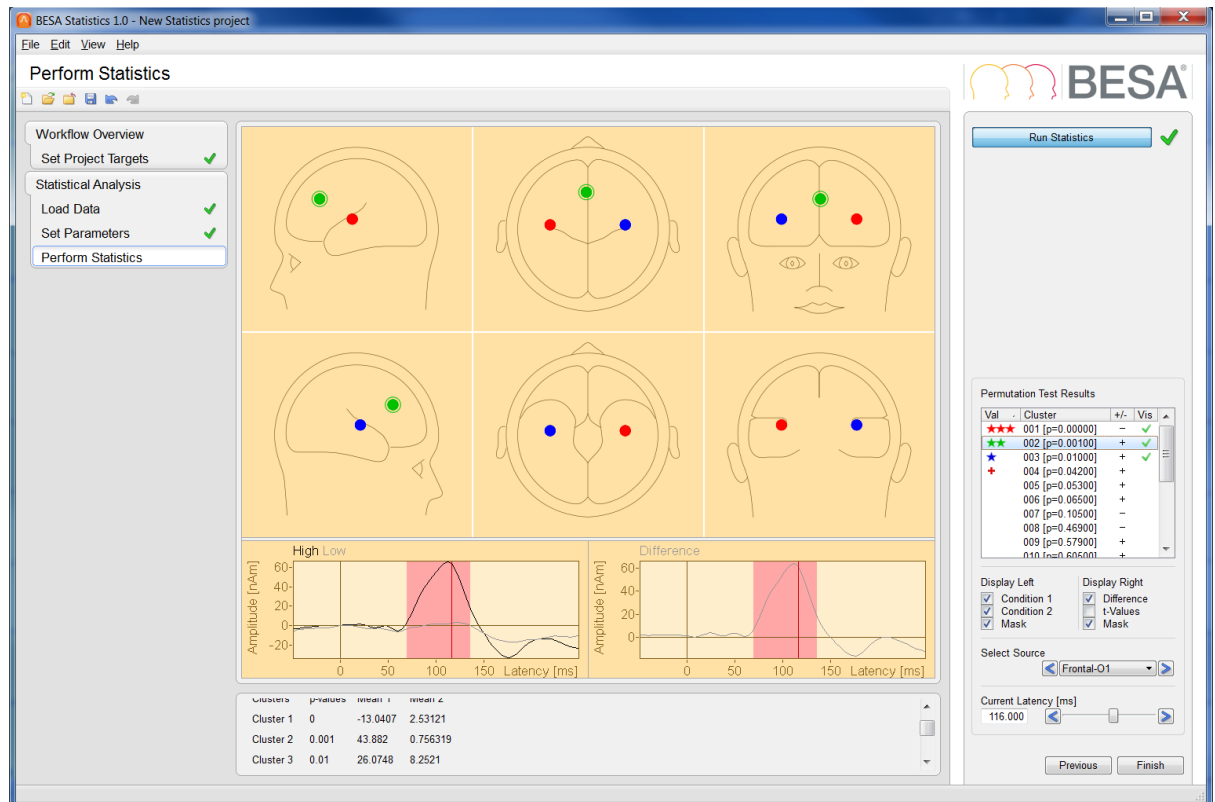 BESA Statistics 1.0 - New Statistics project
File Edit View Help
Perform Statistics
BESA
Workflow Overview
Set Project Targets
Statistical Analysis
Load Data
Set Parameters
Perform Statistics
Run Statistics
Permutation Test Results
Val Cluster +/- Vis
001 [p=0.00000] −
002 [p=0.00100] +
003 [p=0.01000] +
004 [p=0.04200] +
005 [p=0.05300] +
006 [p=0.06500] +
007 [p=0.10500] −
008 [p=0.46900] −
009 [p=0.57900] +
010 [p=0.60500] +
Display Left Display Right
Condition 1 Difference
Condition 2 t-Values
Mask Mask
Select Source
Frontal-O1
Current Latency [ms]
116.000
Previous Finish
High Low
Amplitude [nAm]
60
40
20
0
-20
0 50 100 150 Latency [ms]
Difference
Amplitude [nAm]
60
40
20
0
0 50 100 150 Latency [ms]
Clusters p-values Mean 1 Mean 2
Cluster 1 0 -13.0407 2.53121
Cluster 2 0.001 43.882 0.756319
Cluster 3 0.01 26.0748 8.2521